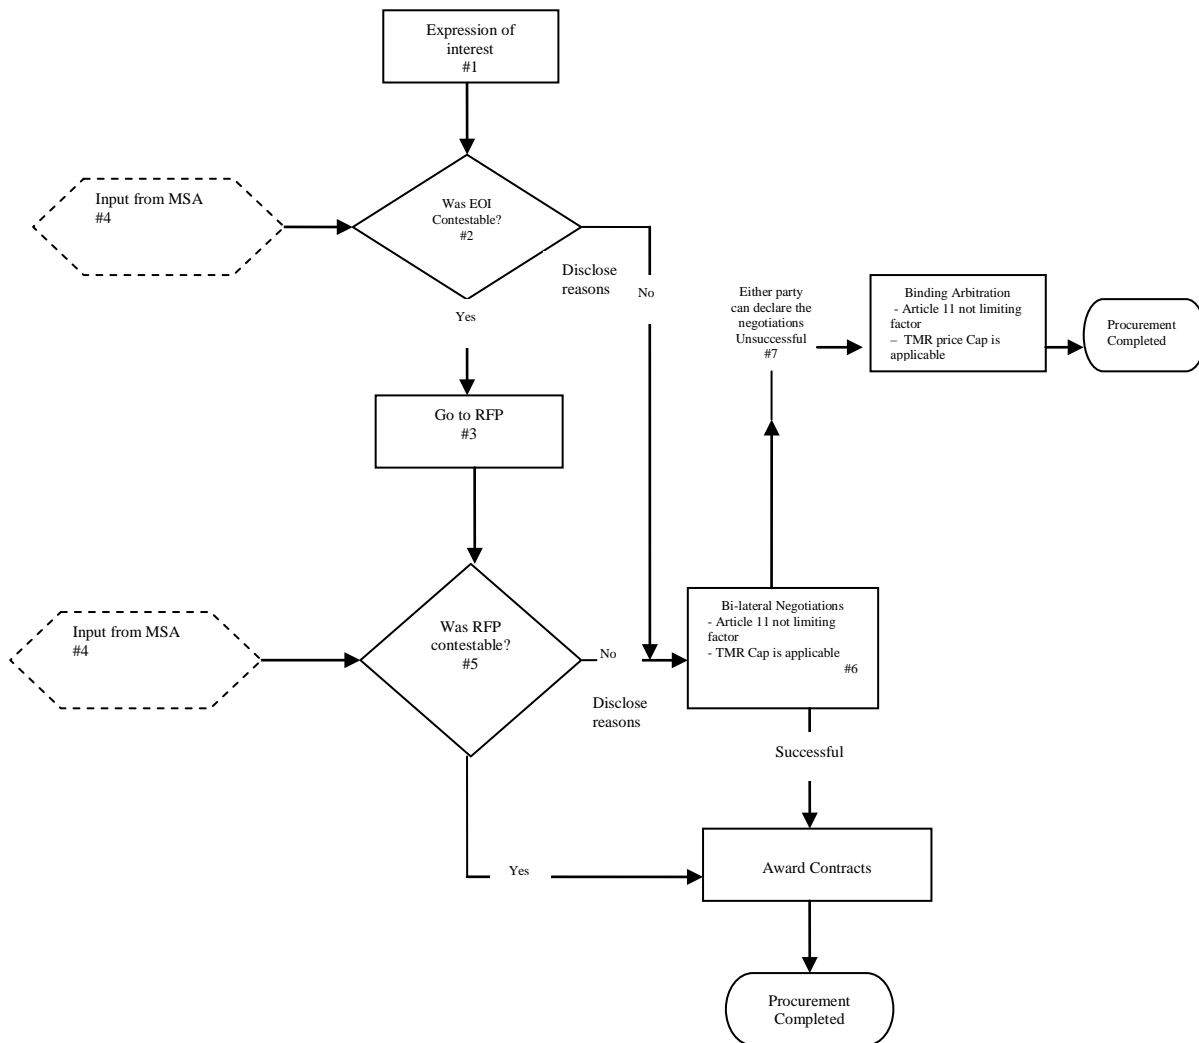 Expression of
interest
#1
Input from MSA
#4
Was EOI
Contestable?
#2
Disclose
reasons
No
Yes
Either party
can declare the
negotiations
Unsuccessful
#7
Binding Arbitration
- Article 11 not limiting
factor
– TMR price Cap is
applicable
Procurement
Completed
Go to RFP
#3
Input from MSA
#4
Was RFP
contestable?
#5
No
Disclose
reasons
Bi-lateral Negotiations
- Article 11 not limiting
factor
- TMR Cap is applicable
#6
Successful
Yes
Award Contracts
Procurement
Completed